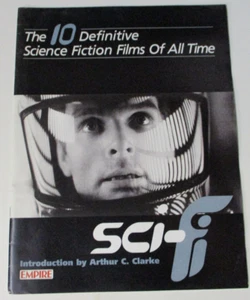 The 10 Definitive
Science Fiction Films Of All Time
SCI-fi
Introduction by Arthur C. Clarke
EMPIRE